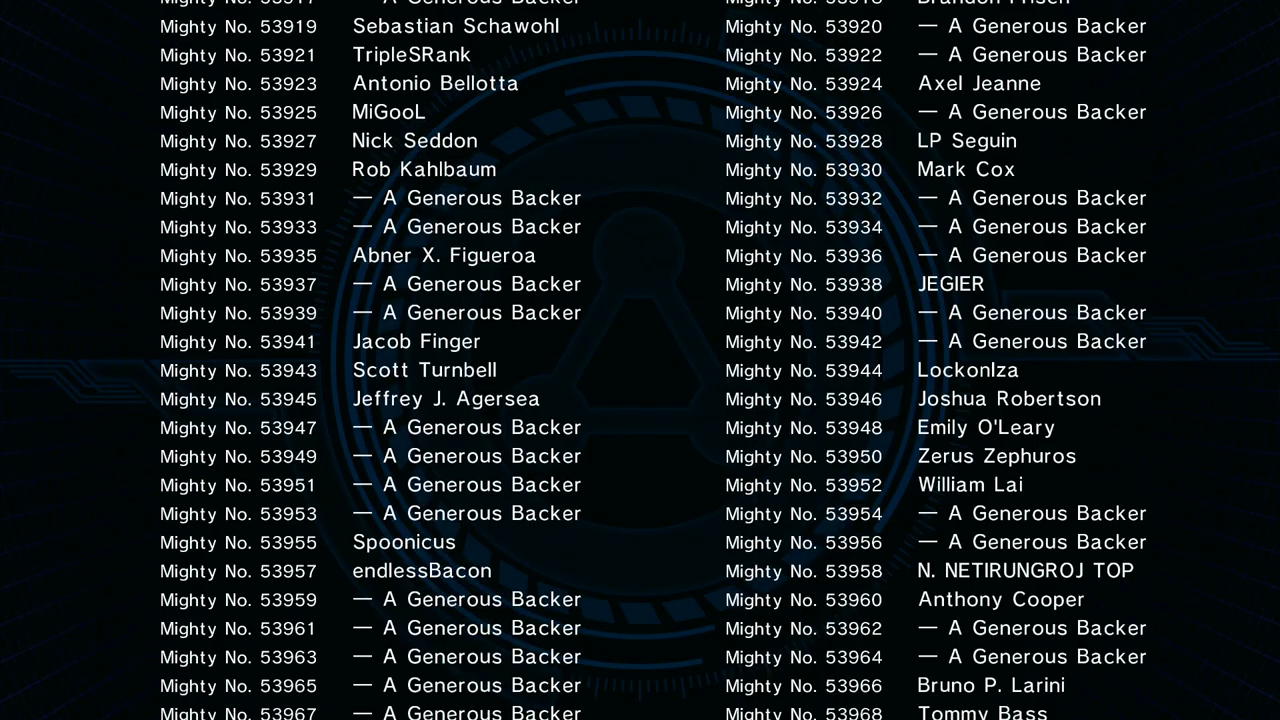 Mighty No. 53917 — A Generous Backer Mighty No. 53918 Brandon Frisch
Mighty No. 53919 Sebastian Schawohl Mighty No. 53920 — A Generous Backer
Mighty No. 53921 TripleSRank Mighty No. 53922 — A Generous Backer
Mighty No. 53923 Antonio Bellotta Mighty No. 53924 Axel Jeanne
Mighty No. 53925 MiGooL Mighty No. 53926 — A Generous Backer
Mighty No. 53927 Nick Seddon Mighty No. 53928 LP Seguin
Mighty No. 53929 Rob Kahlbaum Mighty No. 53930 Mark Cox
Mighty No. 53931 — A Generous Backer Mighty No. 53932 — A Generous Backer
Mighty No. 53933 — A Generous Backer Mighty No. 53934 — A Generous Backer
Mighty No. 53935 Abner X. Figueroa Mighty No. 53936 — A Generous Backer
Mighty No. 53937 — A Generous Backer Mighty No. 53938 JEGIER
Mighty No. 53939 — A Generous Backer Mighty No. 53940 — A Generous Backer
Mighty No. 53941 Jacob Finger Mighty No. 53942 — A Generous Backer
Mighty No. 53943 Scott Turnbell Mighty No. 53944 Lockonlza
Mighty No. 53945 Jeffrey J. Agersea Mighty No. 53946 Joshua Robertson
Mighty No. 53947 — A Generous Backer Mighty No. 53948 Emily O'Leary
Mighty No. 53949 — A Generous Backer Mighty No. 53950 Zerus Zephuros
Mighty No. 53951 — A Generous Backer Mighty No. 53952 William Lai
Mighty No. 53953 — A Generous Backer Mighty No. 53954 — A Generous Backer
Mighty No. 53955 Spoonicus Mighty No. 53956 — A Generous Backer
Mighty No. 53957 endlessBacon Mighty No. 53958 N. NETIRUNGROJ TOP
Mighty No. 53959 — A Generous Backer Mighty No. 53960 Anthony Cooper
Mighty No. 53961 — A Generous Backer Mighty No. 53962 — A Generous Backer
Mighty No. 53963 — A Generous Backer Mighty No. 53964 — A Generous Backer
Mighty No. 53965 — A Generous Backer Mighty No. 53966 Bruno P. Larini
Mighty No. 53967 — A Generous Backer Mighty No. 53968 Tommy Bass